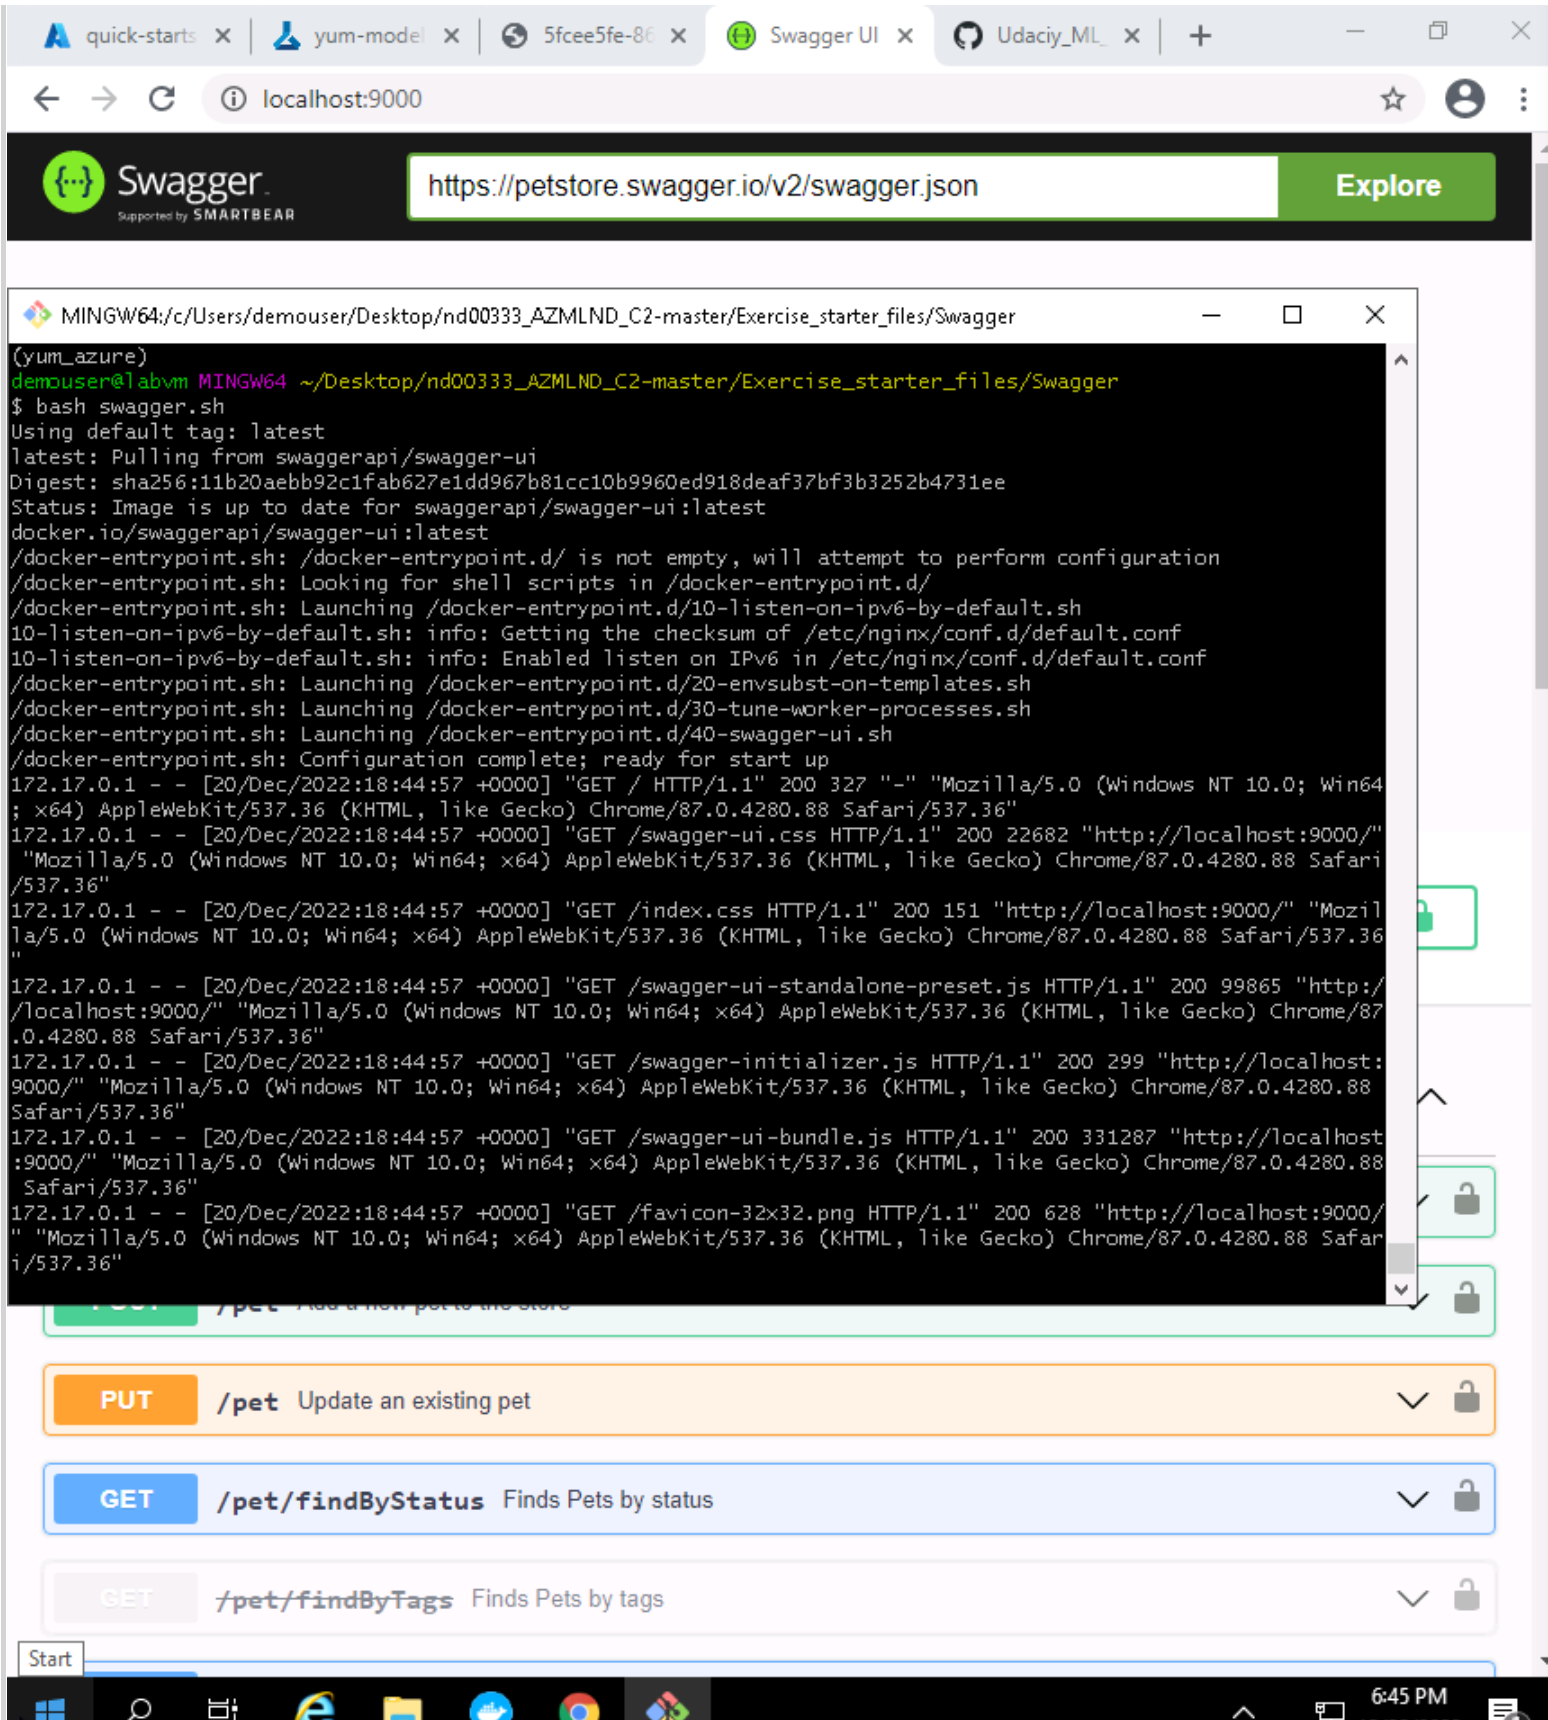 quick-starts
yum-model
5fcee5fe-86
Swagger UI
Udaciy_ML_
localhost:9000
Swagger
Supported by SMARTBEAR
https://petstore.swagger.io/v2/swagger.json
Explore
MINGW64:/c/Users/demouser/Desktop/nd00333_AZMLND_C2-master/Exercise_starter_files/Swagger
(yum_azure)
demouser@labvm MINGW64 ~/Desktop/nd00333_AZMLND_C2-master/Exercise_starter_files/Swagger
$ bash swagger.sh
Using default tag: latest
latest: Pulling from swaggerapi/swagger-ui
Digest: sha256:11b20aebb92c1fab627e1dd967b81cc10b9960ed918deaf37bf3b3252b4731ee
Status: Image is up to date for swaggerapi/swagger-ui:latest
docker.io/swaggerapi/swagger-ui:latest
/docker-entrypoint.sh: /docker-entrypoint.d/ is not empty, will attempt to perform configuration
/docker-entrypoint.sh: Looking for shell scripts in /docker-entrypoint.d/
/docker-entrypoint.sh: Launching /docker-entrypoint.d/10-listen-on-ipv6-by-default.sh
10-listen-on-ipv6-by-default.sh: info: Getting the checksum of /etc/nginx/conf.d/default.conf
10-listen-on-ipv6-by-default.sh: info: Enabled listen on IPv6 in /etc/nginx/conf.d/default.conf
/docker-entrypoint.sh: Launching /docker-entrypoint.d/20-envsubst-on-templates.sh
/docker-entrypoint.sh: Launching /docker-entrypoint.d/30-tune-worker-processes.sh
/docker-entrypoint.sh: Launching /docker-entrypoint.d/40-swagger-ui.sh
/docker-entrypoint.sh: Configuration complete; ready for start up
172.17.0.1 - - [20/Dec/2022:18:44:57 +0000] "GET / HTTP/1.1" 200 327 "-" "Mozilla/5.0 (Windows NT 10.0; Win64
; x64) AppleWebKit/537.36 (KHTML, like Gecko) Chrome/87.0.4280.88 Safari/537.36"
172.17.0.1 - - [20/Dec/2022:18:44:57 +0000] "GET /swagger-ui.css HTTP/1.1" 200 22682 "http://localhost:9000/"
"Mozilla/5.0 (Windows NT 10.0; Win64; x64) AppleWebKit/537.36 (KHTML, like Gecko) Chrome/87.0.4280.88 Safari
/537.36"
172.17.0.1 - - [20/Dec/2022:18:44:57 +0000] "GET /index.css HTTP/1.1" 200 151 "http://localhost:9000/" "Mozil
la/5.0 (Windows NT 10.0; Win64; x64) AppleWebKit/537.36 (KHTML, like Gecko) Chrome/87.0.4280.88 Safari/537.36
"
172.17.0.1 - - [20/Dec/2022:18:44:57 +0000] "GET /swagger-ui-standalone-preset.js HTTP/1.1" 200 99865 "http:/
/localhost:9000/" "Mozilla/5.0 (Windows NT 10.0; Win64; x64) AppleWebKit/537.36 (KHTML, like Gecko) Chrome/87
.0.4280.88 Safari/537.36"
172.17.0.1 - - [20/Dec/2022:18:44:57 +0000] "GET /swagger-initializer.js HTTP/1.1" 200 299 "http://localhost:
9000/" "Mozilla/5.0 (Windows NT 10.0; Win64; x64) AppleWebKit/537.36 (KHTML, like Gecko) Chrome/87.0.4280.88
Safari/537.36"
172.17.0.1 - - [20/Dec/2022:18:44:57 +0000] "GET /swagger-ui-bundle.js HTTP/1.1" 200 331287 "http://localhost
:9000/" "Mozilla/5.0 (Windows NT 10.0; Win64; x64) AppleWebKit/537.36 (KHTML, like Gecko) Chrome/87.0.4280.88
Safari/537.36"
172.17.0.1 - - [20/Dec/2022:18:44:57 +0000] "GET /favicon-32x32.png HTTP/1.1" 200 628 "http://localhost:9000/
" "Mozilla/5.0 (Windows NT 10.0; Win64; x64) AppleWebKit/537.36 (KHTML, like Gecko) Chrome/87.0.4280.88 Safar
i/537.36"
POST /pet Add a new pet to the store
PUT /pet Update an existing pet
GET /pet/findByStatus Finds Pets by status
GET /pet/findByTags Finds Pets by tags
Start
6:45 PM